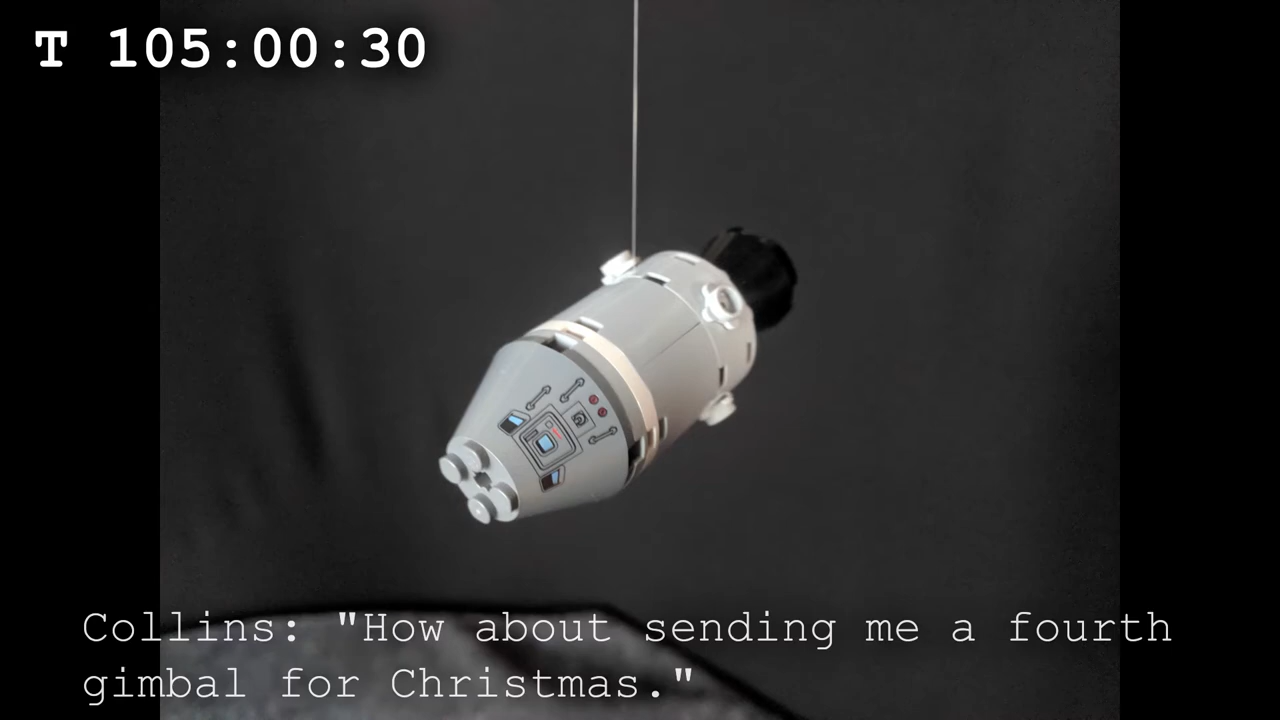 T 105:00:30
Collins: "How about sending me a fourth
gimbal for Christmas."